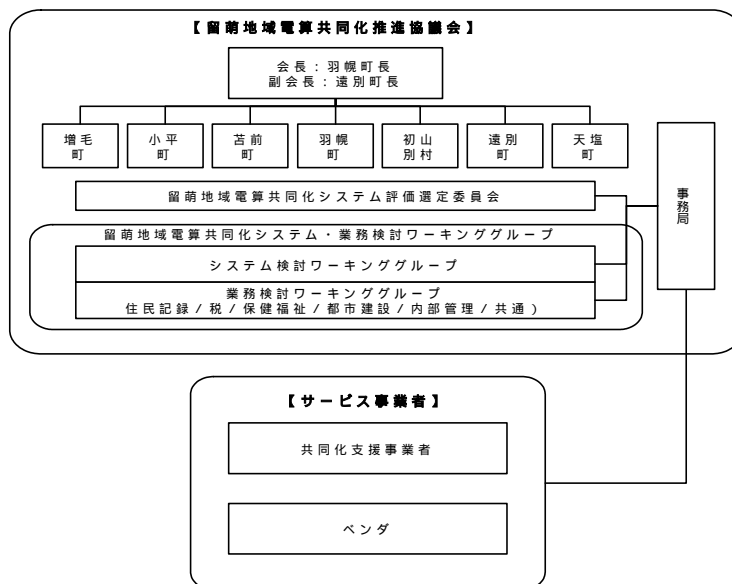 【留萌地域電算共同化推進協議会】
会長：羽幌町長
副会長：遠別町長
増毛
町
小平
町
苫前
町
羽幌
町
初山
別村
遠別
町
天塩
町
事務局
留萌地域電算共同化システム評価選定委員会
留萌地域電算共同化システム・業務検討ワーキンググループ
システム検討ワーキンググループ
業務検討ワーキンググループ
住民記録/税/保健福祉/都市建設/内部管理/共通)
【サービス事業者】
共同化支援事業者
ベンダ